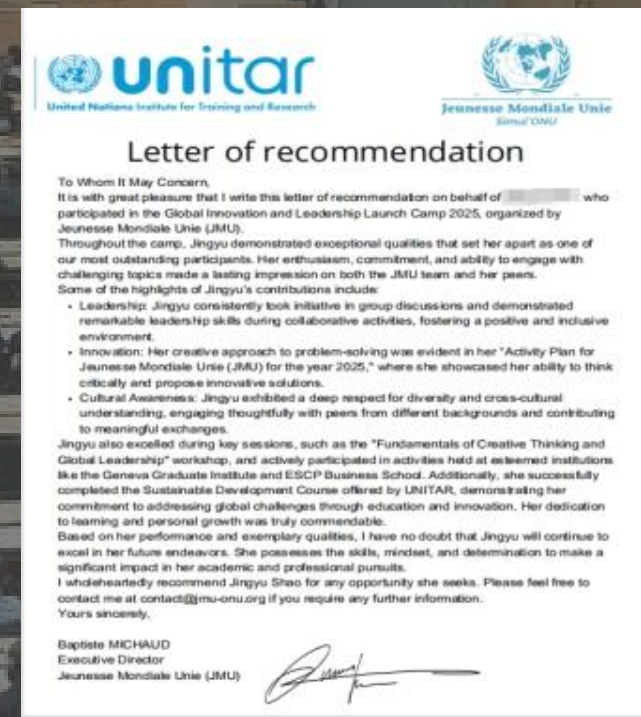 unitar
United Nations Institute for Training and Research
Jeunesse Mondiale Unie
Simul'ONU
Letter of recommendation
To Whom It May Concern,
It is with great pleasure that I write this letter of recommendation on behalf of who
participated in the Global Innovation and Leadership Launch Camp 2025, organized by
Jeunesse Mondiale Unie (JMU).
Throughout the camp, Jingyu demonstrated exceptional qualities that set her apart as one of
our most outstanding participants. Her enthusiasm, commitment, and ability to engage with
challenging topics made a lasting impression on both the JMU team and her peers.
Some of the highlights of Jingyu's contributions include:
• Leadership: Jingyu consistently took initiative in group discussions and demonstrated
remarkable leadership skills during collaborative activities, fostering a positive and inclusive
environment.
• Innovation: Her creative approach to problem-solving was evident in her "Activity Plan for
Jeunesse Mondiale Unie (JMU) for the year 2025," where she showcased her ability to think
critically and propose innovative solutions.
• Cultural Awareness: Jingyu exhibited a deep respect for diversity and cross-cultural
understanding, engaging thoughtfully with peers from different backgrounds and contributing
to meaningful exchanges.
Jingyu also excelled during key sessions, such as the "Fundamentals of Creative Thinking and
Global Leadership" workshop, and actively participated in activities held at esteemed institutions
like the Geneva Graduate Institute and ESCP Business School. Additionally, she successfully
completed the Sustainable Development Course offered by UNITAR, demonstrating her
commitment to addressing global challenges through education and innovation. Her dedication
to learning and personal growth was truly commendable.
Based on her performance and exemplary qualities, I have no doubt that Jingyu will continue to
excel in her future endeavors. She possesses the skills, mindset, and determination to make a
significant impact in her academic and professional pursuits.
I wholeheartedly recommend Jingyu Shao for any opportunity she seeks. Please feel free to
contact me at contact@jmu-onu.org if you require any further information.
Yours sincerely,
Baptiste MICHAUD
Executive Director
Jeunesse Mondiale Unie (JMU)